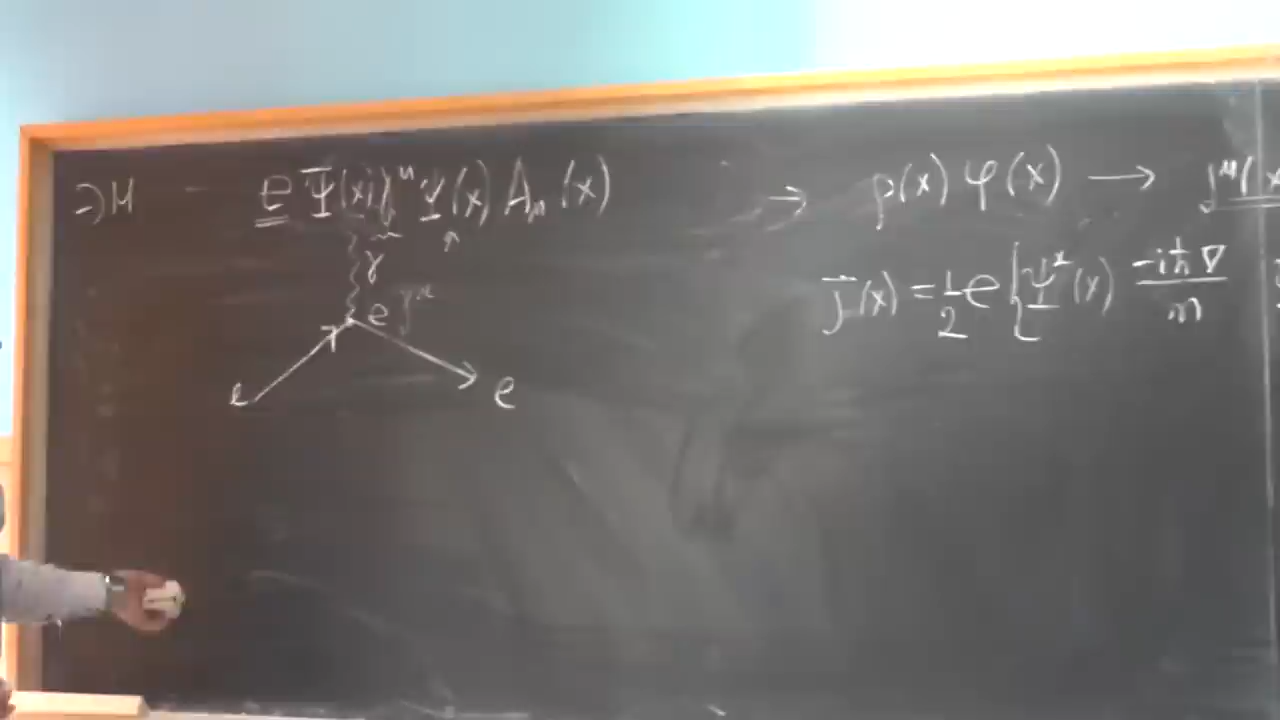 ⇒ M e Ψ̄(x)γ^μ Ψ(x) A_μ(x) → ρ(x) φ(x) → j^μ(x
j⃗(x) = 1/2 e { Ψ*(x) -iħ∇/m
γ
e γ^μ
e e